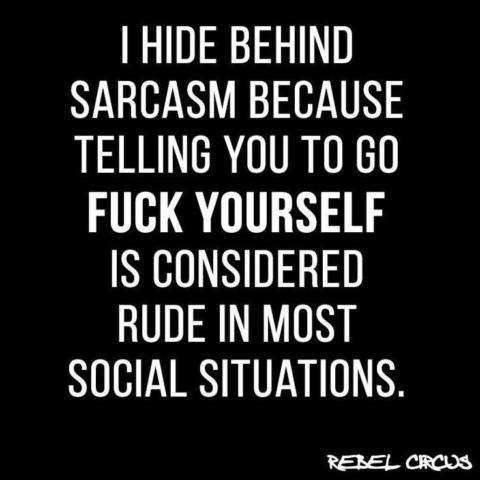 I HIDE BEHIND
SARCASM BECAUSE
TELLING YOU TO GO
FUCK YOURSELF
IS CONSIDERED
RUDE IN MOST
SOCIAL SITUATIONS.
REBEL CIRCUS